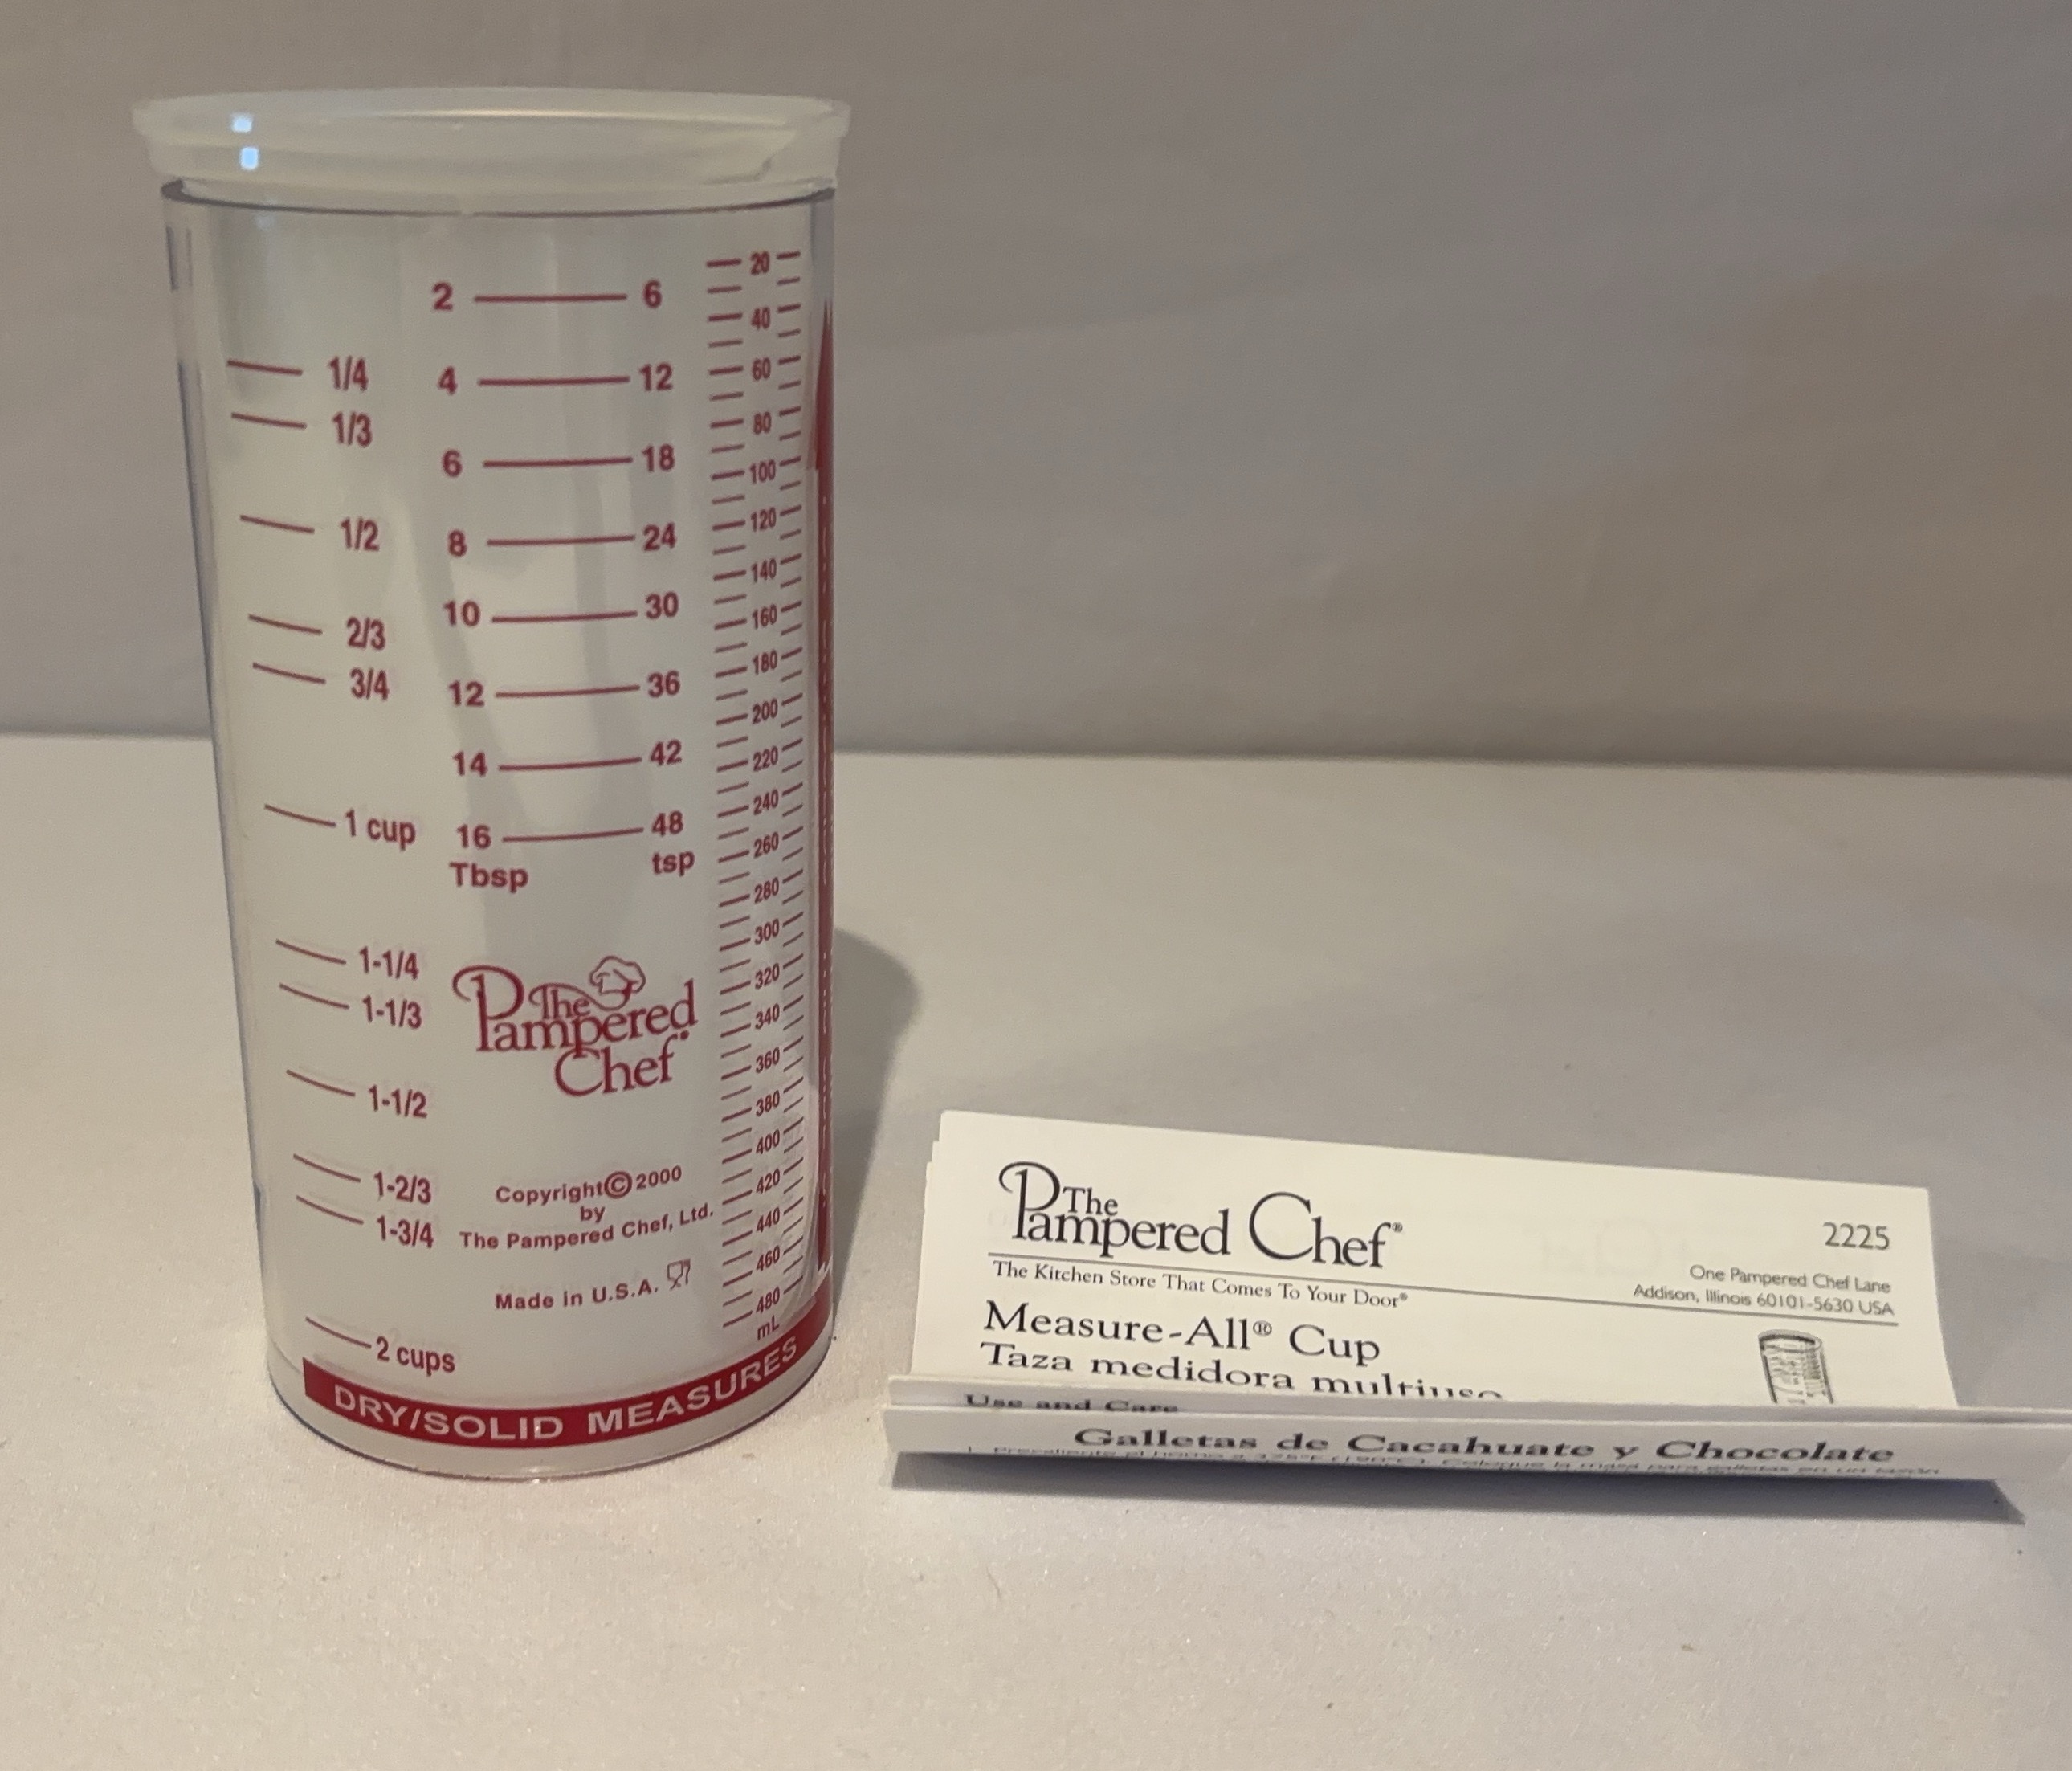 20
2 6
40
1/4 4 12 60
1/3 80
6 18 100
120
1/2 8 24
140
10 30 160
2/3
180
3/4 12 36
200
14 42 220
240
1 cup 16 48
260
Tbsp tsp
280
300
1-1/4
320
1-1/3 340
The
Pampered
Chef®
360
1-1/2 380
400
1-2/3 Copyright © 2000 420
by
1-3/4 The Pampered Chef, Ltd. 440
460
Made in U.S.A. 480
mL
2 cups
DRY/SOLID MEASURES
The
Pampered Chef®
The Kitchen Store That Comes To Your Door®
2225
One Pampered Chef Lane
Addison, Illinois 60101-5630 USA
Measure-All® Cup
Taza medidora multiuso
Use and Care
Galletas de Cacahuate y Chocolate